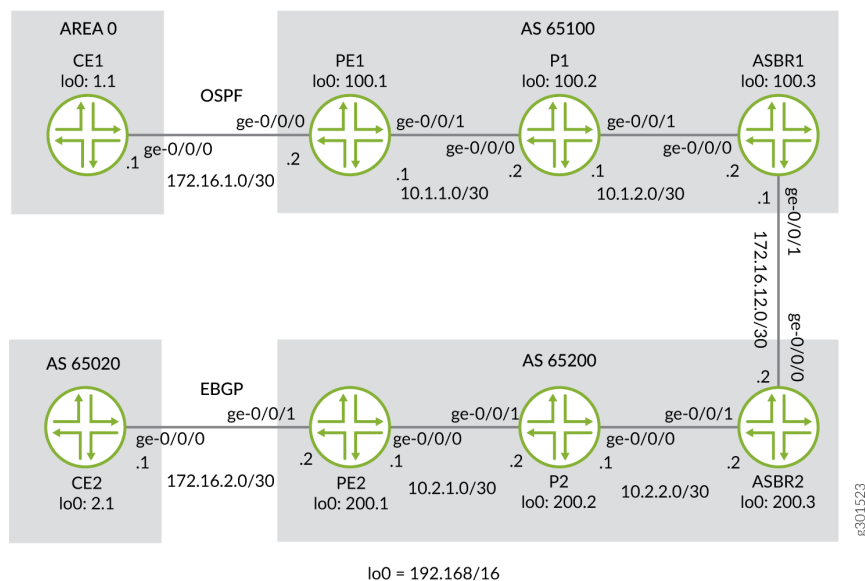 AREA 0
AS 65100
CE1
lo0: 1.1
OSPF
PE1
lo0: 100.1
P1
lo0: 100.2
ASBR1
lo0: 100.3
ge-0/0/0
ge-0/0/1
ge-0/0/1
.1
ge-0/0/0
.2
ge-0/0/0
ge-0/0/0
172.16.1.0/30
.1
10.1.1.0/30
.2
.1
10.1.2.0/30
.2
.1
ge-0/0/1
172.16.12.0/30
ge-0/0/0
.2
AS 65020
EBGP
AS 65200
ge-0/0/1
ge-0/0/1
ge-0/0/1
ge-0/0/0
ge-0/0/0
ge-0/0/0
.1
172.16.2.0/30
.2
.1
10.2.1.0/30
.2
.1
10.2.2.0/30
.2
CE2
lo0: 2.1
PE2
lo0: 200.1
P2
lo0: 200.2
ASBR2
lo0: 200.3
g301523
lo0 = 192.168/16